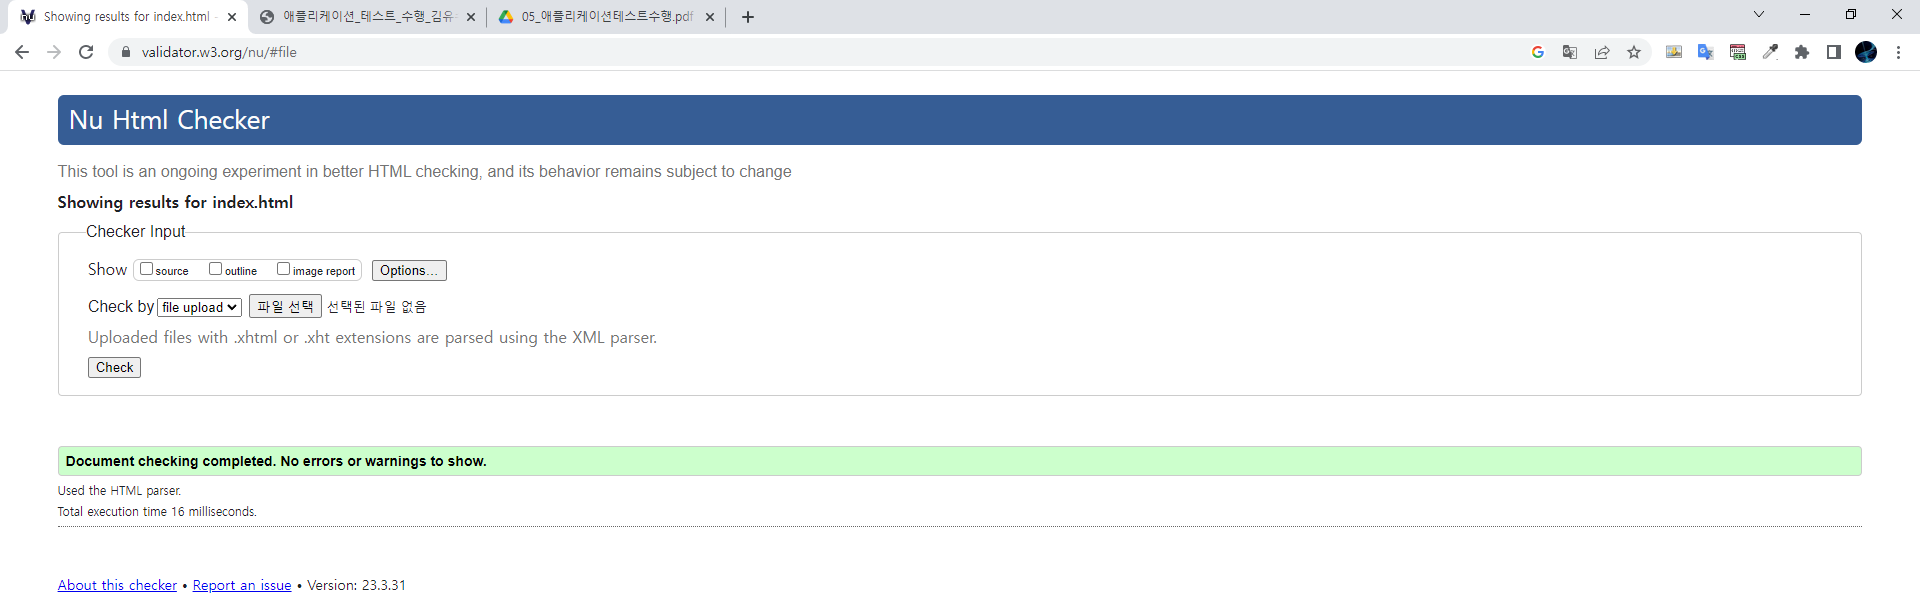 Showing results for index.html
애플리케이션_테스트_수행_김유
05_애플리케이션테스트수행.pdf
validator.w3.org/nu/#file
Nu Html Checker
This tool is an ongoing experiment in better HTML checking, and its behavior remains subject to change
Showing results for index.html
Checker Input
Show source outline image report Options...
Check by file upload 파일 선택 선택된 파일 없음
Uploaded files with .xhtml or .xht extensions are parsed using the XML parser.
Check
Document checking completed. No errors or warnings to show.
Used the HTML parser.
Total execution time 16 milliseconds.
About this checker • Report an issue • Version: 23.3.31